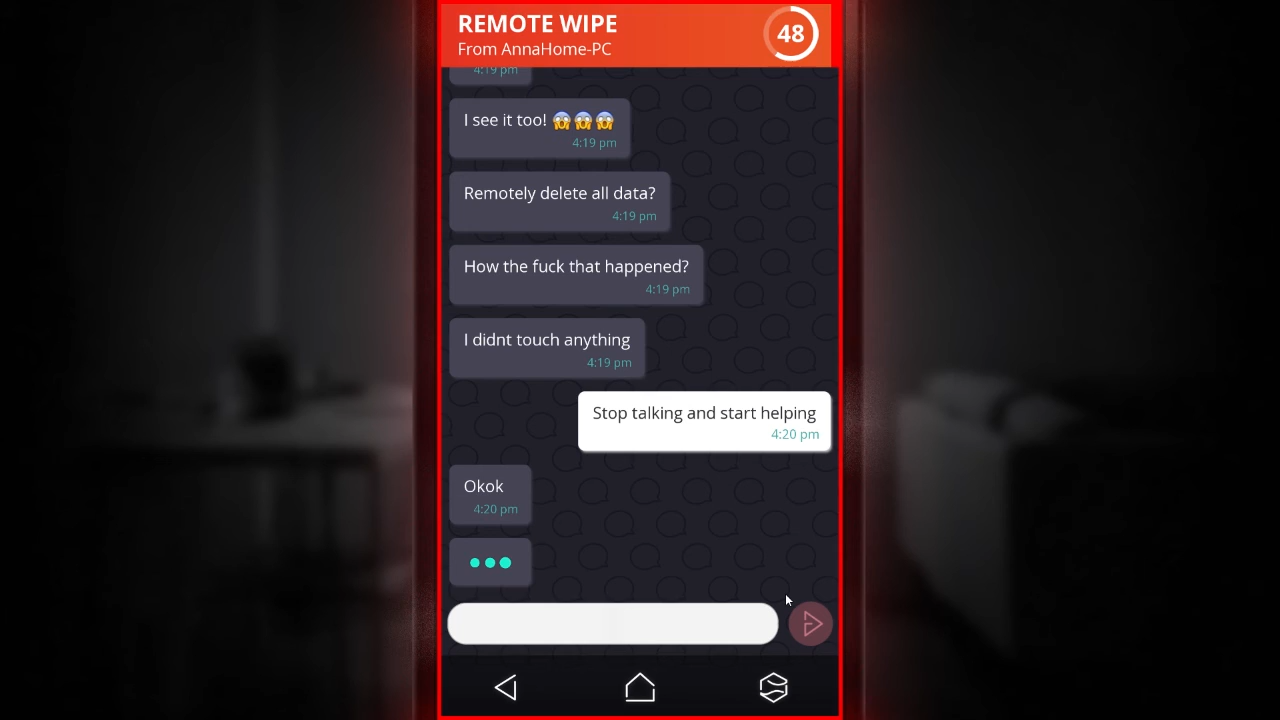 REMOTE WIPE
From AnnaHome-PC
48
4:19 pm
I see it too! 😱😱😱
4:19 pm
Remotely delete all data?
4:19 pm
How the fuck that happened?
4:19 pm
I didnt touch anything
4:19 pm
Stop talking and start helping
4:20 pm
Okok
4:20 pm